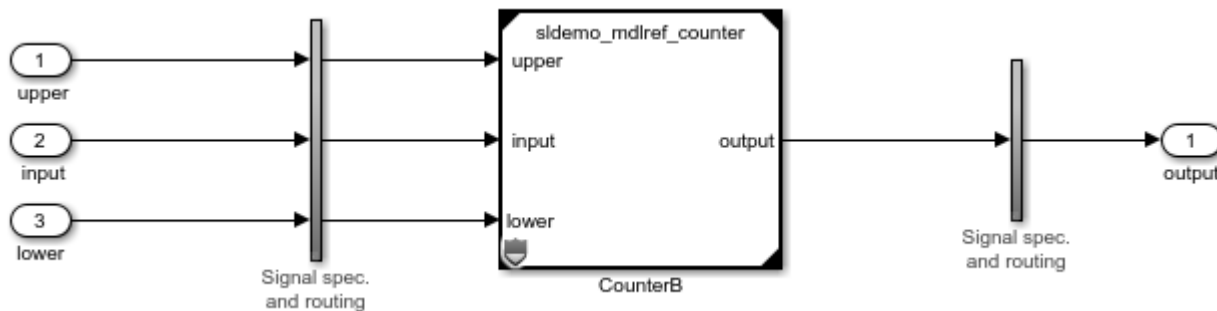 sldemo_mdlref_counter
1
upper
upper
2
input
input
output
1
output
3
lower
lower
Signal spec.
and routing
CounterB
Signal spec.
and routing